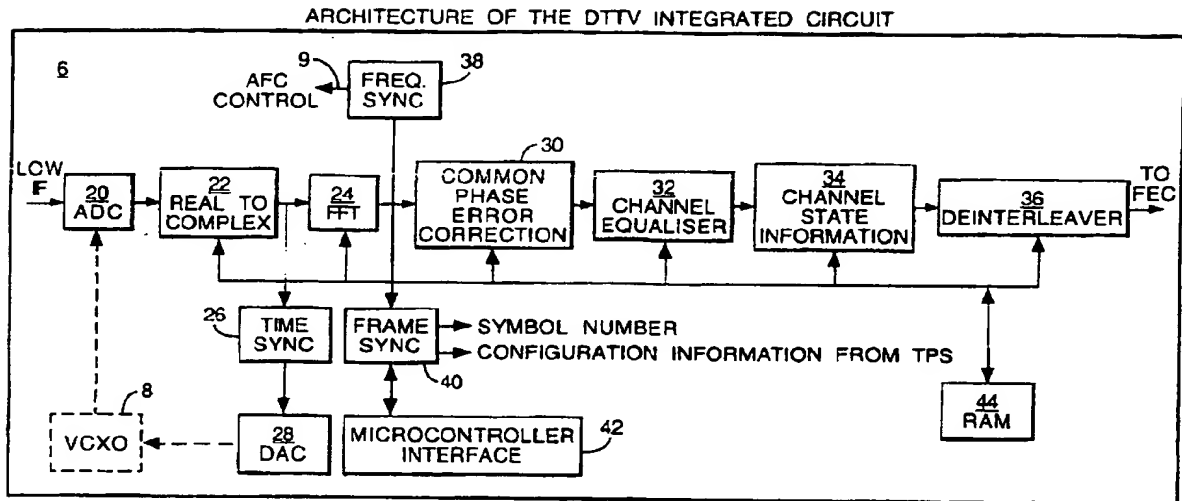 ARCHITECTURE OF THE DTTV INTEGRATED CIRCUIT
6
9
38
AFC
CONTROL
FREQ.
SYNC
30
LOW
IF
20
ADC
22
REAL TO
COMPLEX
24
FFT
COMMON
PHASE
ERROR
CORRECTION
32
CHANNEL
EQUALISER
34
CHANNEL
STATE
INFORMATION
36
DEINTERLEAVER
TO
FEC
26
TIME
SYNC
FRAME
SYNC
40
SYMBOL NUMBER
CONFIGURATION INFORMATION FROM TPS
8
VCXO
28
DAC
MICROCONTROLLER
INTERFACE
42
44
RAM